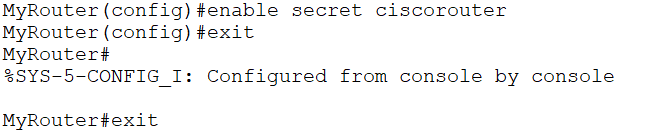 MyRouter(config)#enable secret ciscorouter
MyRouter(config)#exit
MyRouter#
%SYS-5-CONFIG_I: Configured from console by console
MyRouter#exit